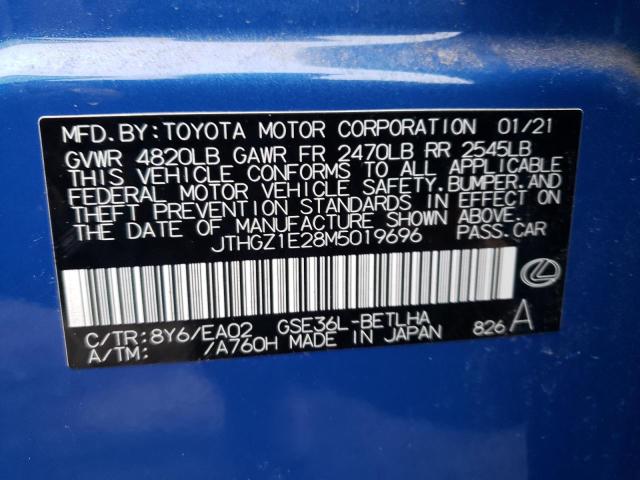 MFD. BY: TOYOTA MOTOR CORPORATION 01/21
GVWR 4820LB GAWR FR 2470LB RR 2545LB
THIS VEHICLE CONFORMS TO ALL APPLICABLE
FEDERAL MOTOR VEHICLE SAFETY, BUMPER, AND
THEFT PREVENTION STANDARDS IN EFFECT ON
THE DATE OF MANUFACTURE SHOWN ABOVE.
JTHGZ1E28M5019696 PASS. CAR
C/TR: 8Y6/EA02 GSE36L-BETLHA
A/TM: /A760H MADE IN JAPAN 826 A